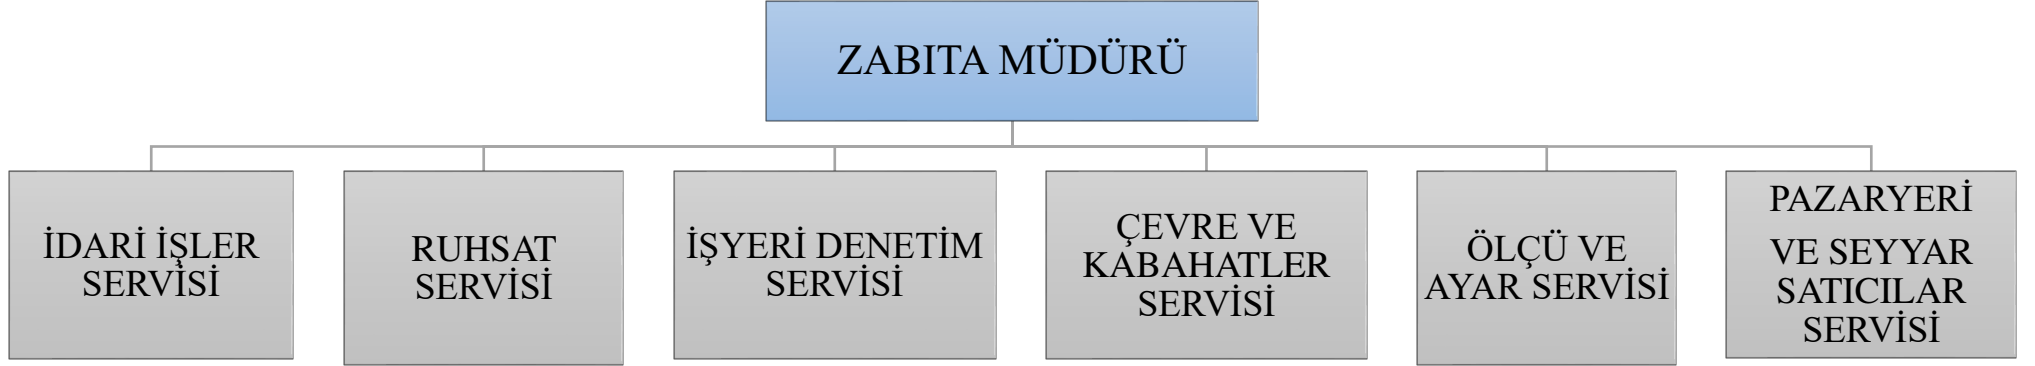 ZABITA MÜDÜRÜ
İDARİ İŞLER
SERVİSİ
RUHSAT
SERVİSİ
İŞYERİ DENETİM
SERVİSİ
ÇEVRE VE
KABAHATLER
SERVİSİ
ÖLÇÜ VE
AYAR SERVİSİ
PAZARYERİ
VE SEYYAR
SATICILAR
SERVİSİ